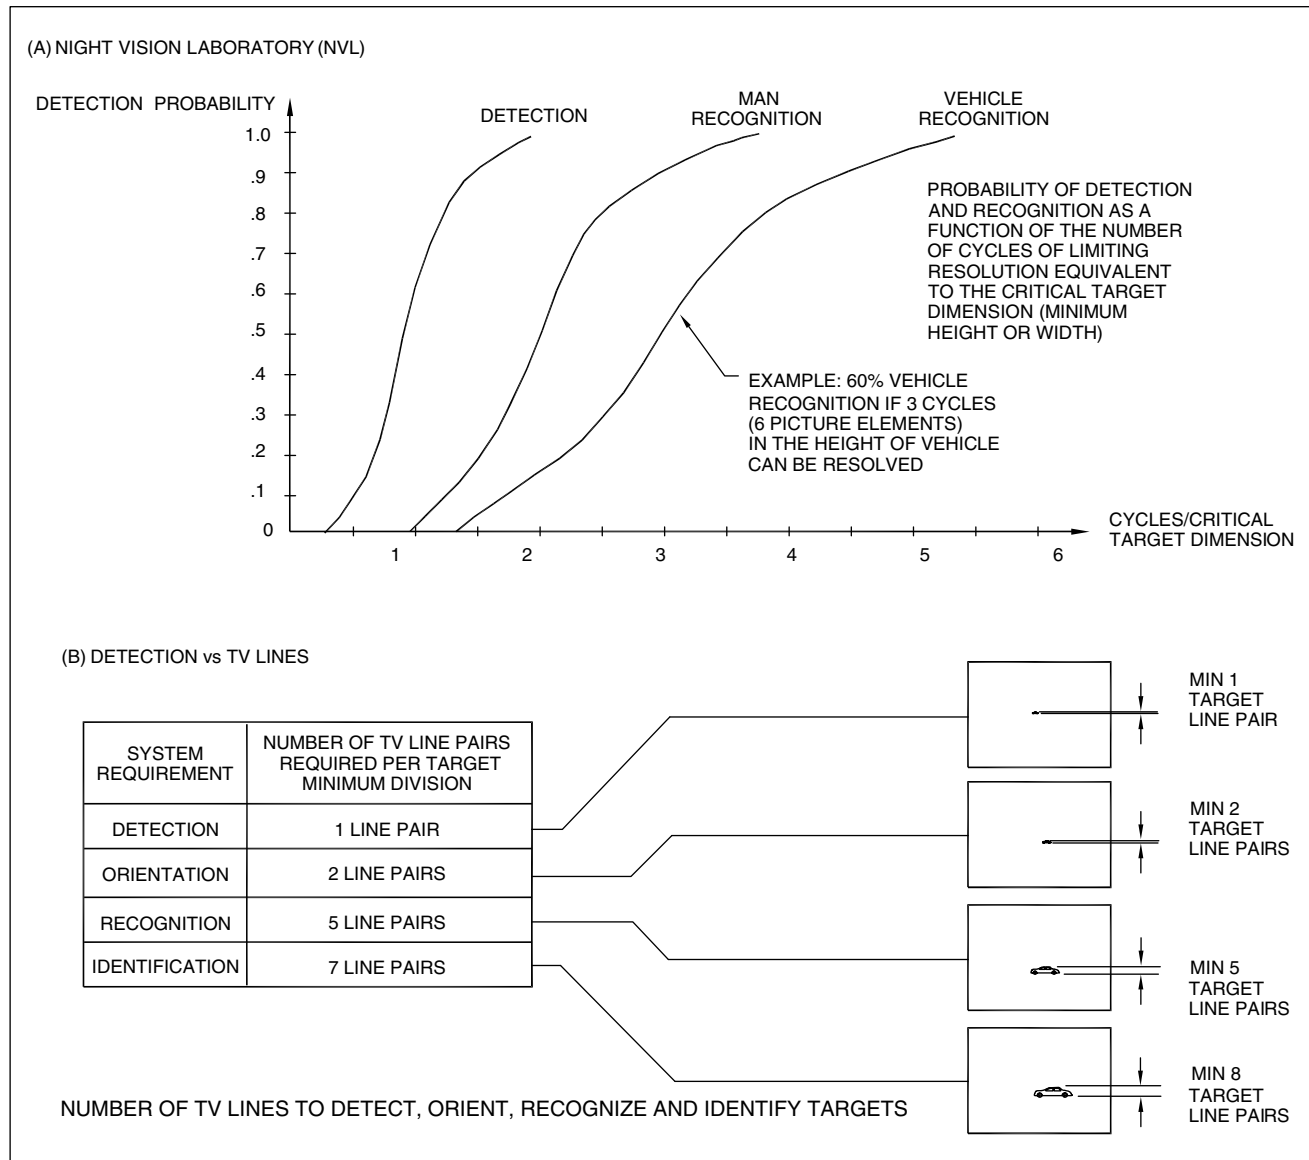 (A) NIGHT VISION LABORATORY (NVL)
DETECTION PROBABILITY
1.0
.9
.8
.7
.6
.5
.4
.3
.2
.1
0
DETECTION
MAN
RECOGNITION
VEHICLE
RECOGNITION
PROBABILITY OF DETECTION
AND RECOGNITION AS A
FUNCTION OF THE NUMBER
OF CYCLES OF LIMITING
RESOLUTION EQUIVALENT
TO THE CRITICAL TARGET
DIMENSION (MINIMUM
HEIGHT OR WIDTH)
EXAMPLE: 60% VEHICLE
RECOGNITION IF 3 CYCLES
(6 PICTURE ELEMENTS)
IN THE HEIGHT OF VEHICLE
CAN BE RESOLVED
1 2 3 4 5 6
CYCLES/CRITICAL
TARGET DIMENSION
(B) DETECTION vs TV LINES
SYSTEM
REQUIREMENT
NUMBER OF TV LINE PAIRS
REQUIRED PER TARGET
MINIMUM DIVISION
DETECTION 1 LINE PAIR
ORIENTATION 2 LINE PAIRS
RECOGNITION 5 LINE PAIRS
IDENTIFICATION 7 LINE PAIRS
MIN 1
TARGET
LINE PAIR
MIN 2
TARGET
LINE PAIRS
MIN 5
TARGET
LINE PAIRS
MIN 8
TARGET
LINE PAIRS
NUMBER OF TV LINES TO DETECT, ORIENT, RECOGNIZE AND IDENTIFY TARGETS